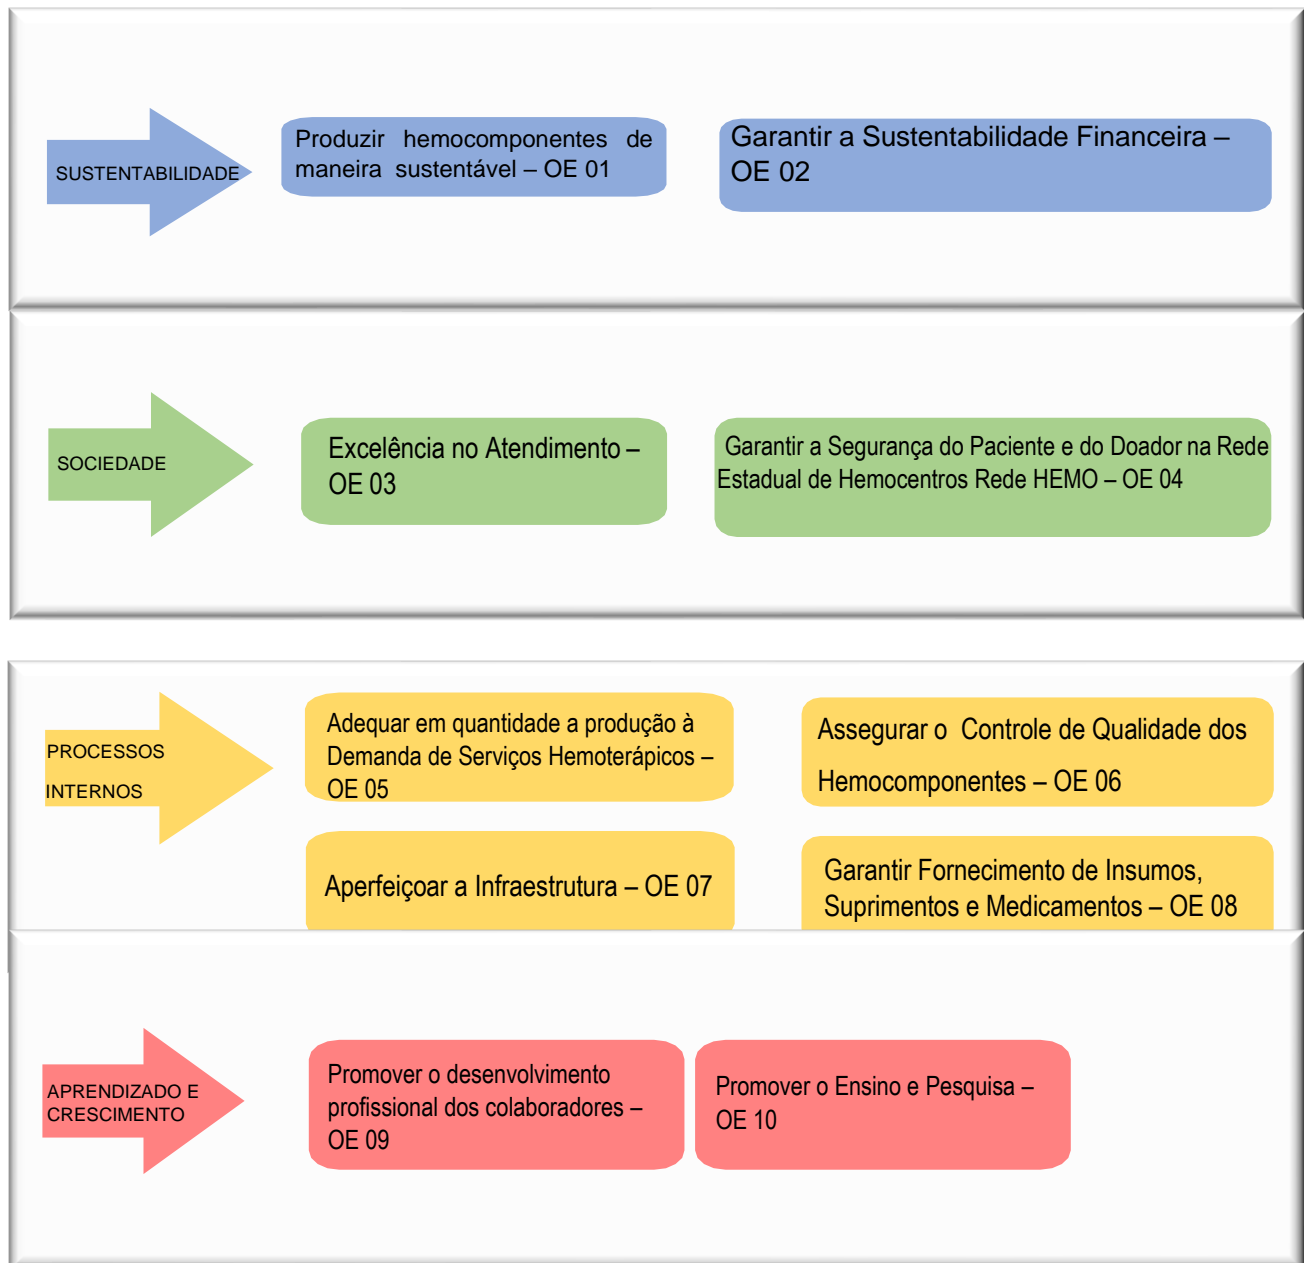 SUSTENTABILIDADE
Produzir hemocomponentes de
maneira sustentável – OE 01
Garantir a Sustentabilidade Financeira –
OE 02
SOCIEDADE
Excelência no Atendimento –
OE 03
Garantir a Segurança do Paciente e do Doador na Rede
Estadual de Hemocentros Rede HEMO – OE 04
PROCESSOS
INTERNOS
Adequar em quantidade a produção à
Demanda de Serviços Hemoterápicos –
OE 05
Assegurar o Controle de Qualidade dos
Hemocomponentes – OE 06
Aperfeiçoar a Infraestrutura – OE 07
Garantir Fornecimento de Insumos,
Suprimentos e Medicamentos – OE 08
APRENDIZADO E
CRESCIMENTO
Promover o desenvolvimento
profissional dos colaboradores –
OE 09
Promover o Ensino e Pesquisa –
OE 10